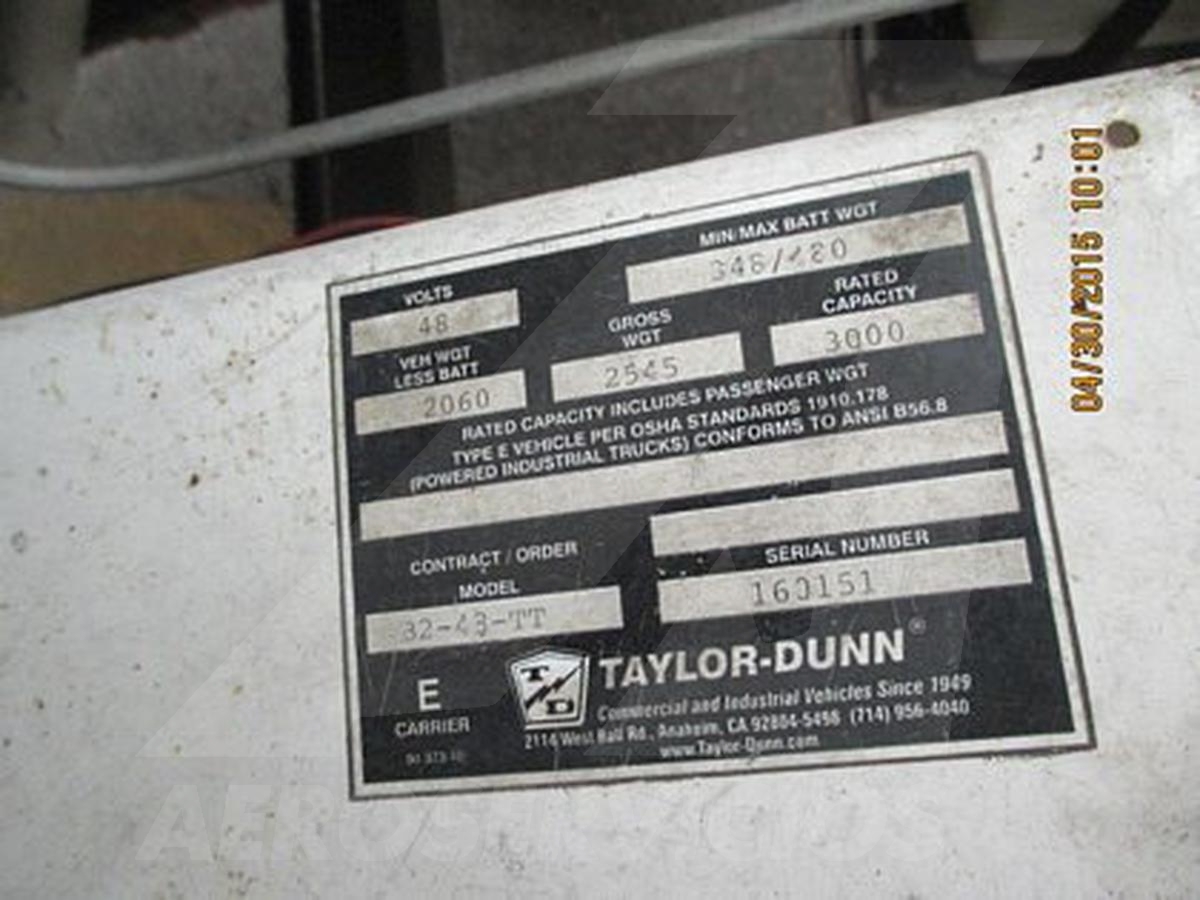 MIN/MAX BATT WGT
VOLTS
48
GROSS
WGT
RATED
CAPACITY
VEH WGT
LESS BATT
2060
2545
3000
RATED CAPACITY INCLUDES PASSENGER WGT
TYPE E VEHICLE PER OSHA STANDARDS 1910.178
(POWERED INDUSTRIAL TRUCKS) CONFORMS TO ANSI B56.8
CONTRACT / ORDER
SERIAL NUMBER
160151
MODEL
E
CARRIER
T D
TAYLOR-DUNN®
Commercial and Industrial Vehicles Since 1949
2114 West Ball Rd., Anaheim, CA 92804-5498 (714) 956-4040
www.Taylor-Dunn.com
04/30/2015 10:01